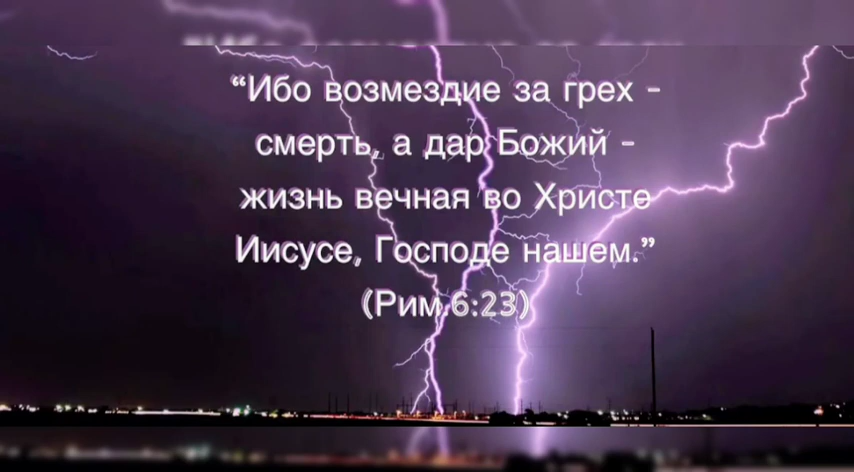 “Ибо возмездие за грех -
смерть, а дар Божий -
жизнь вечная во Христе
Иисусе, Господе нашем.”
(Рим.6:23)